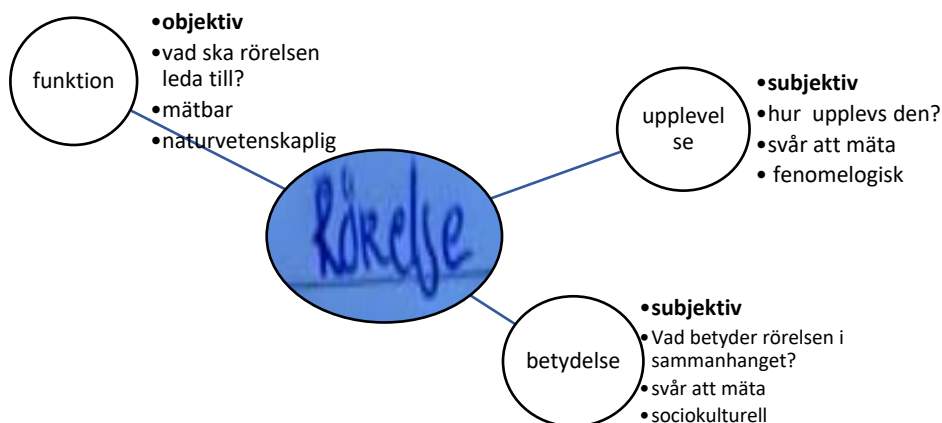 funktion
•objektiv
•vad ska rörelsen
leda till?
•mätbar
•naturvetenskaplig
upplevel
se
•subjektiv
•hur upplevs den?
•svår att mäta
• fenomelogisk
Rörelse
betydelse
•subjektiv
•Vad betyder rörelsen i
sammanhanget?
•svår att mäta
•sociokulturell